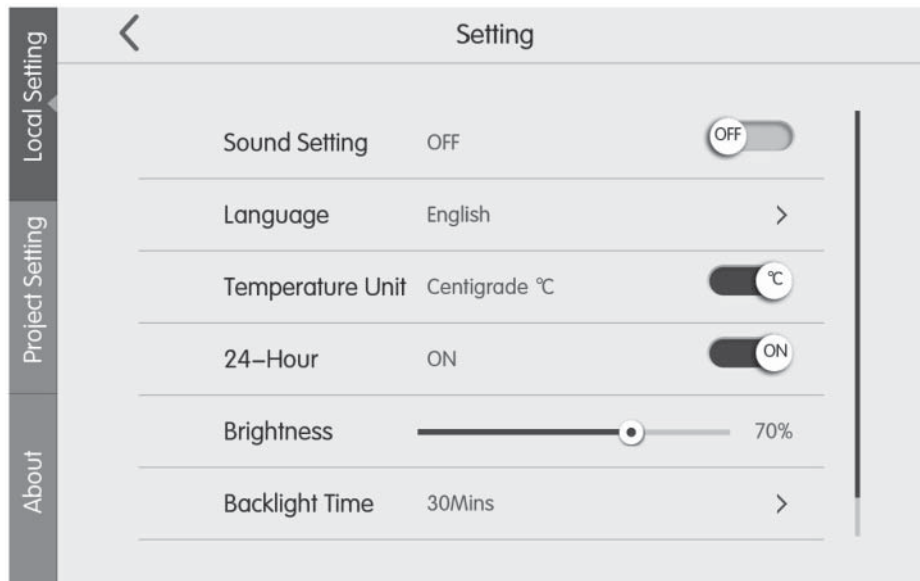 Setting
Local Setting
Project Setting
About
Sound Setting OFF OFF
Language English
Temperature Unit Centigrade ℃ ℃
24-Hour ON ON
Brightness 70%
Backlight Time 30Mins